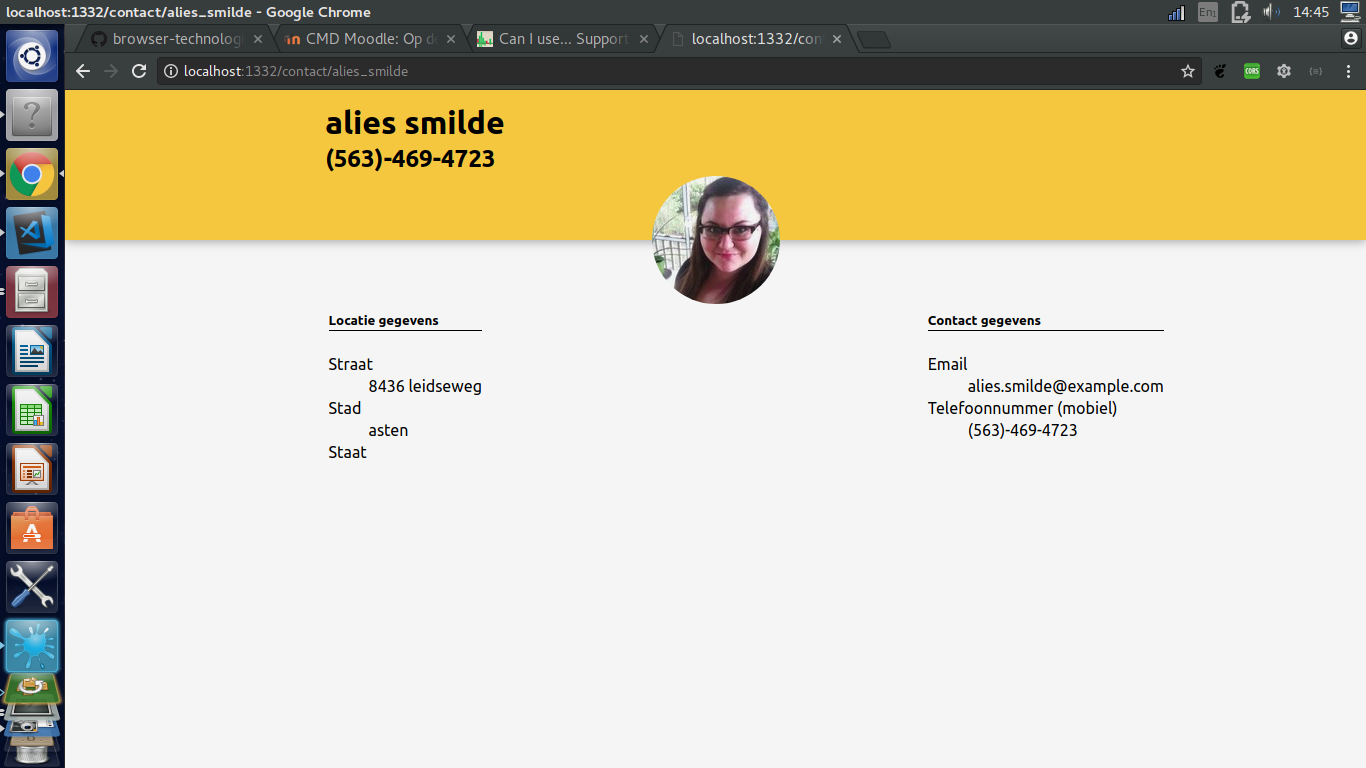 localhost:1332/contact/alies_smilde - Google Chrome
En1
14:45
browser-technolog
CMD Moodle: Op d
Can I use... Support
localhost:1332/con
localhost:1332/contact/alies_smilde
CORS
alies smilde
(563)-469-4723
Locatie gegevens
Straat
8436 leidseweg
Stad
asten
Staat
Contact gegevens
Email
alies.smilde@example.com
Telefoonnummer (mobiel)
(563)-469-4723